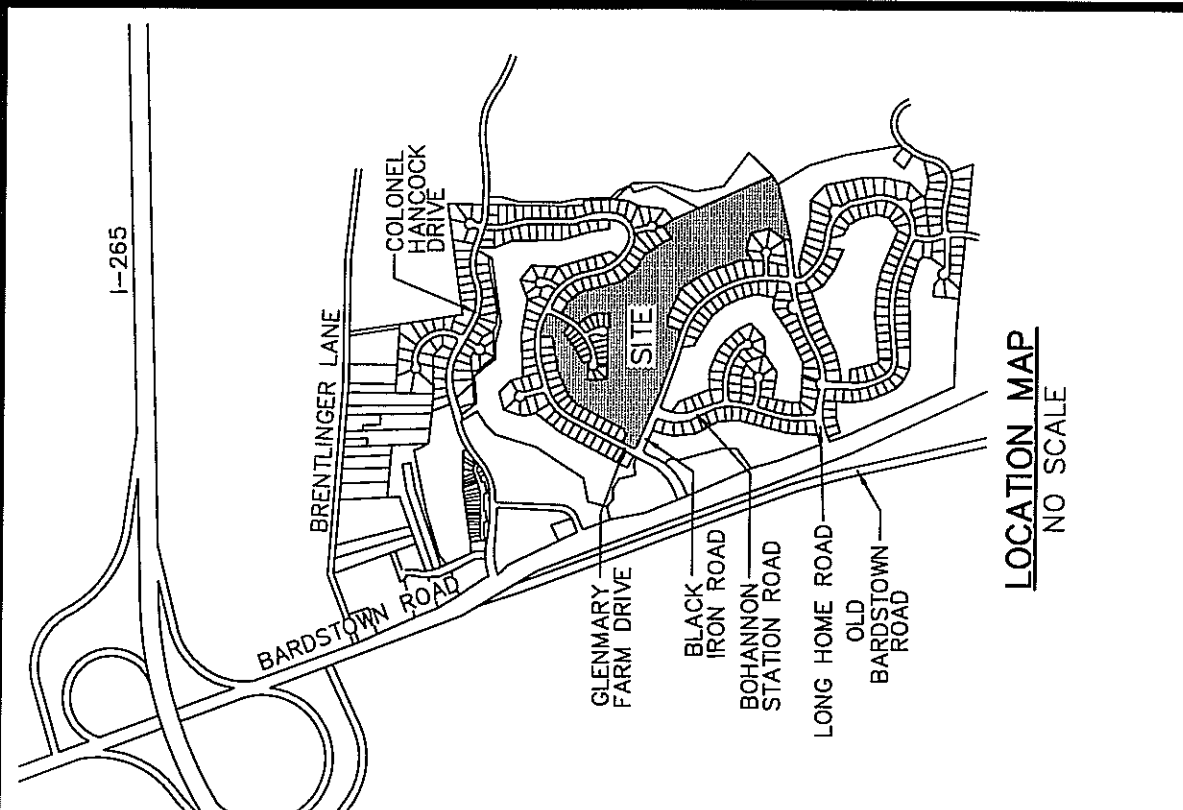 I-265
BRENTLINGER LANE
COLONEL
HANCOCK
DRIVE
SITE
BARDSTOWN ROAD
GLENMARY
FARM DRIVE
BLACK
IRON ROAD
BOHANNON
STATION ROAD
LONG HOME ROAD
OLD
BARDSTOWN
ROAD
LOCATION MAP
NO SCALE